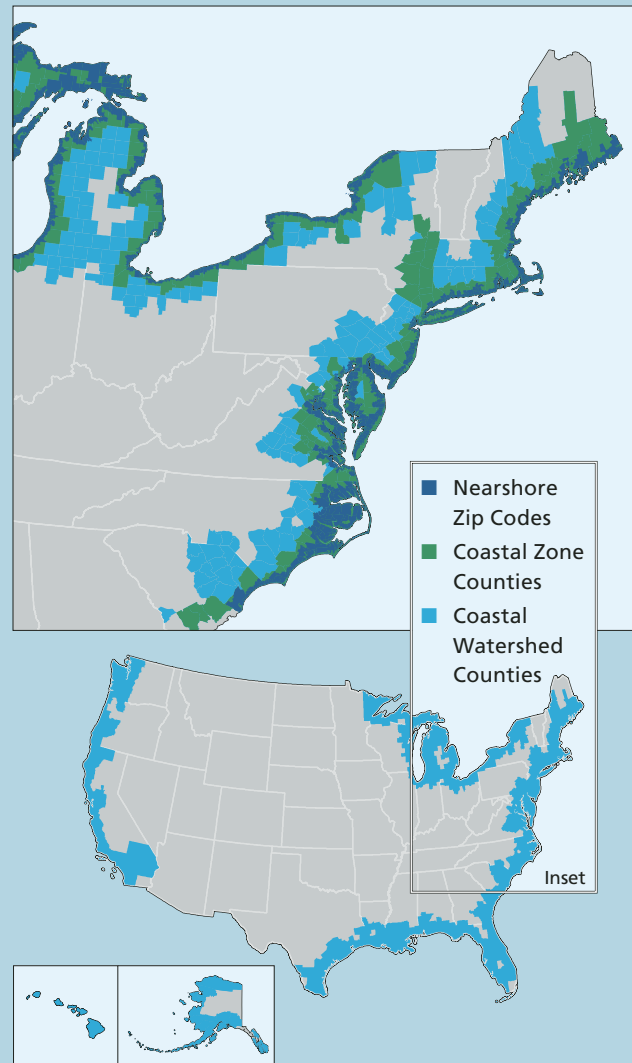 Nearshore
Zip Codes
Coastal Zone
Counties
Coastal
Watershed
Counties
Inset